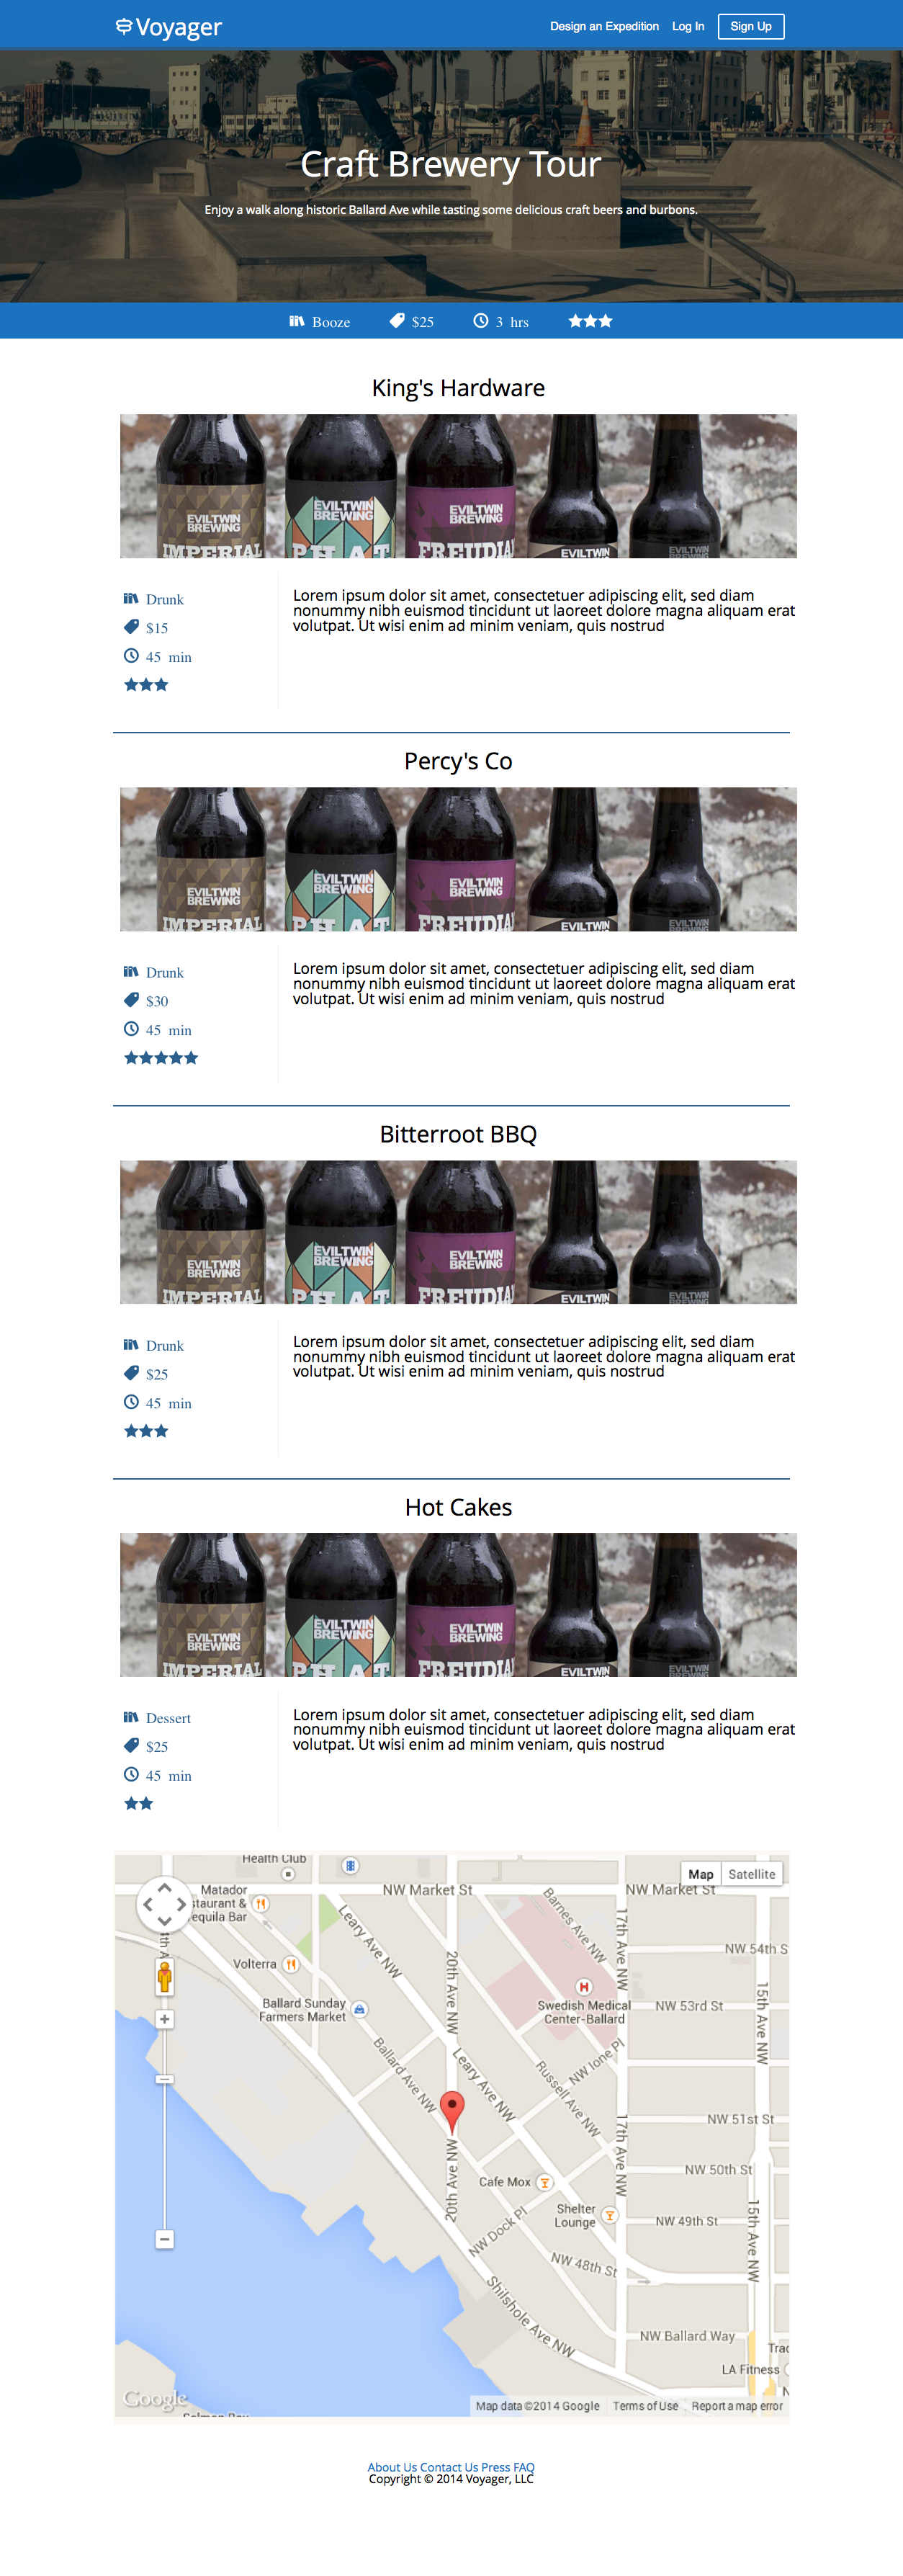 Voyager
Design an Expedition Log In Sign Up
Craft Brewery Tour
Enjoy a walk along historic Ballard Ave while tasting some delicious craft beers and burbons.
Booze $25 3 hrs
King's Hardware
EVILTWIN BREWING IMPERIAL
EVILTWIN BREWING
EVILTWIN BREWING
EVILTWIN
EVILTWIN
Drunk
$15
45 min
Lorem ipsum dolor sit amet, consectetuer adipiscing elit, sed diam
nonummy nibh euismod tincidunt ut laoreet dolore magna aliquam erat
volutpat. Ut wisi enim ad minim veniam, quis nostrud
Percy's Co
EVILTWIN BREWING IMPERIAL
EVILTWIN BREWING
EVILTWIN BREWING
EVILTWIN
EVILTWIN
Drunk
$30
45 min
Lorem ipsum dolor sit amet, consectetuer adipiscing elit, sed diam
nonummy nibh euismod tincidunt ut laoreet dolore magna aliquam erat
volutpat. Ut wisi enim ad minim veniam, quis nostrud
Bitterroot BBQ
EVILTWIN BREWING IMPERIAL
EVILTWIN BREWING
EVILTWIN BREWING
EVILTWIN
EVILTWIN
Drunk
$25
45 min
Lorem ipsum dolor sit amet, consectetuer adipiscing elit, sed diam
nonummy nibh euismod tincidunt ut laoreet dolore magna aliquam erat
volutpat. Ut wisi enim ad minim veniam, quis nostrud
Hot Cakes
EVILTWIN BREWING IMPERIAL
EVILTWIN BREWING
EVILTWIN BREWING
EVILTWIN
EVILTWIN
Dessert
$25
45 min
Lorem ipsum dolor sit amet, consectetuer adipiscing elit, sed diam
nonummy nibh euismod tincidunt ut laoreet dolore magna aliquam erat
volutpat. Ut wisi enim ad minim veniam, quis nostrud
Health Club
Map Satellite
Matador
staurant &
equila Bar
NW Market St
NW Market St
Leary Ave NW
Barnes Ave NW
17th Ave NW
NW 54th S
Volterra
20th Ave NW
Ballard Sunday
Farmers Market
Swedish Medical
Center-Ballard
NW 53rd St
15th Ave NW
Ballard Ave NW
Leary Ave NW
Russell Ave NW
NW Ione Pl
NW 51st St
17th Ave NW
20th Ave NW
NW 50th St
Cafe Mox
Shelter
Lounge
NW 49th St
NW Dock Pl
NW 48th St
15th Ave NW
Shilshole Ave NW
NW Ballard Way
Trac
LA Fitness
Google
Map data ©2014 Google Terms of Use Report a map error
About Us Contact Us Press FAQ
Copyright © 2014 Voyager, LLC